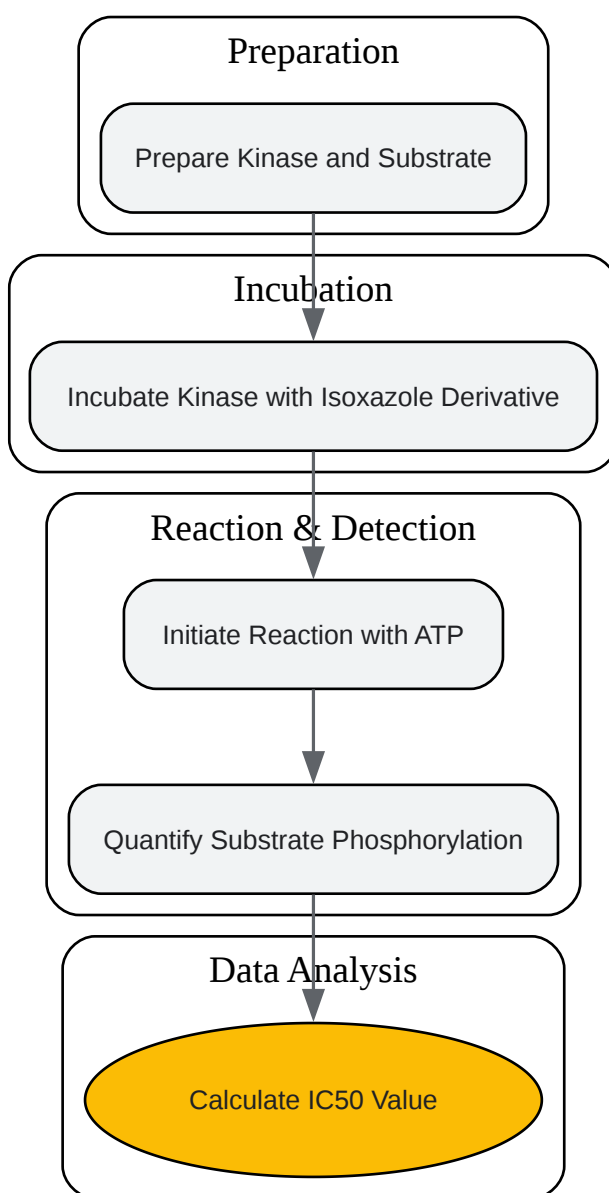 Preparation
Prepare Kinase and Substrate
Incubation
Incubate Kinase with Isoxazole Derivative
Reaction & Detection
Initiate Reaction with ATP
Quantify Substrate Phosphorylation
Data Analysis
Calculate IC50 Value